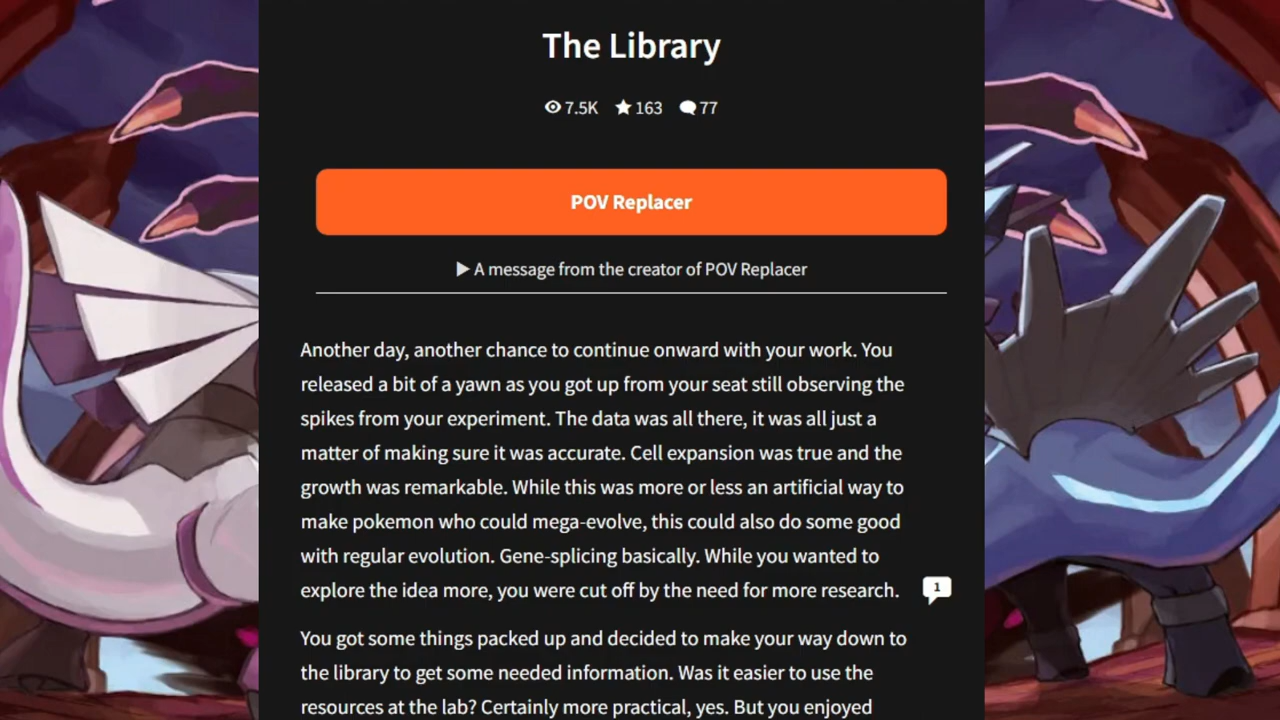 The Library
7.5K 163 77
POV Replacer
A message from the creator of POV Replacer
Another day, another chance to continue onward with your work. You
released a bit of a yawn as you got up from your seat still observing the
spikes from your experiment. The data was all there, it was all just a
matter of making sure it was accurate. Cell expansion was true and the
growth was remarkable. While this was more or less an artificial way to
make pokemon who could mega-evolve, this could also do some good
with regular evolution. Gene-splicing basically. While you wanted to
explore the idea more, you were cut off by the need for more research. 1
You got some things packed up and decided to make your way down to
the library to get some needed information. Was it easier to use the
resources at the lab? Certainly more practical, yes. But you enjoyed